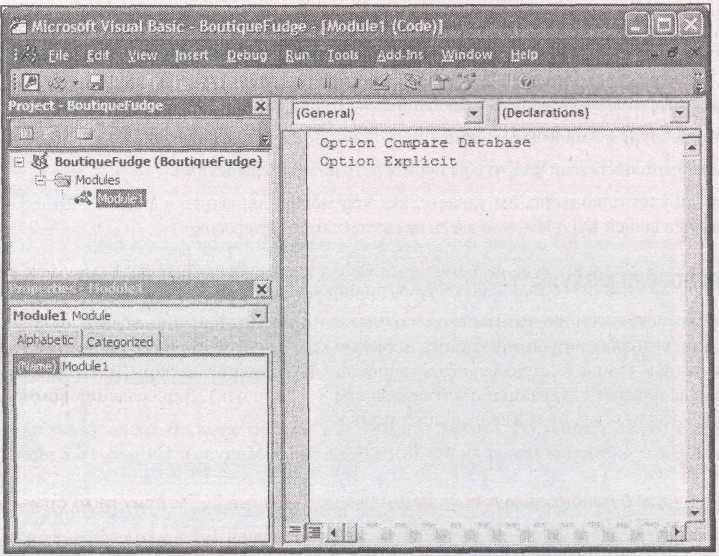 Microsoft Visual Basic - BoutiqueFudge - [Module1 (Code)]
File Edit View Insert Debug Run Tools Add-Ins Window Help
Project - BoutiqueFudge
BoutiqueFudge (BoutiqueFudge)
Modules
Module1
Properties - Module1
Module1 Module
Alphabetic Categorized
(Name) Module1
(General) (Declarations)
Option Compare Database
Option Explicit